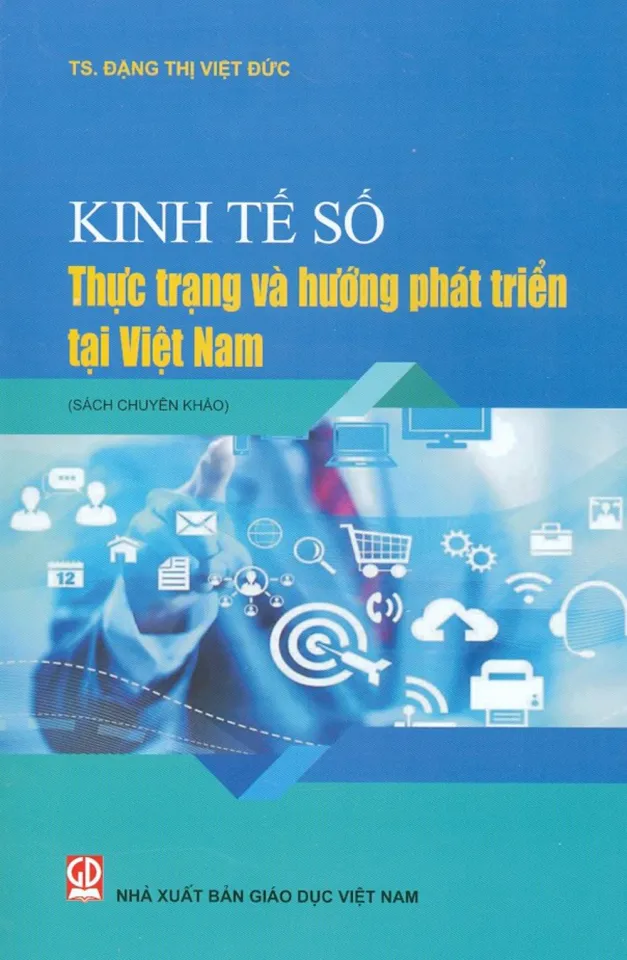 TS. ĐẶNG THỊ VIỆT ĐỨC
KINH TẾ SỐ
Thực trạng và hướng phát triển
tại Việt Nam
(SÁCH CHUYÊN KHẢO)
12
GD
NHÀ XUẤT BẢN GIÁO DỤC VIỆT NAM